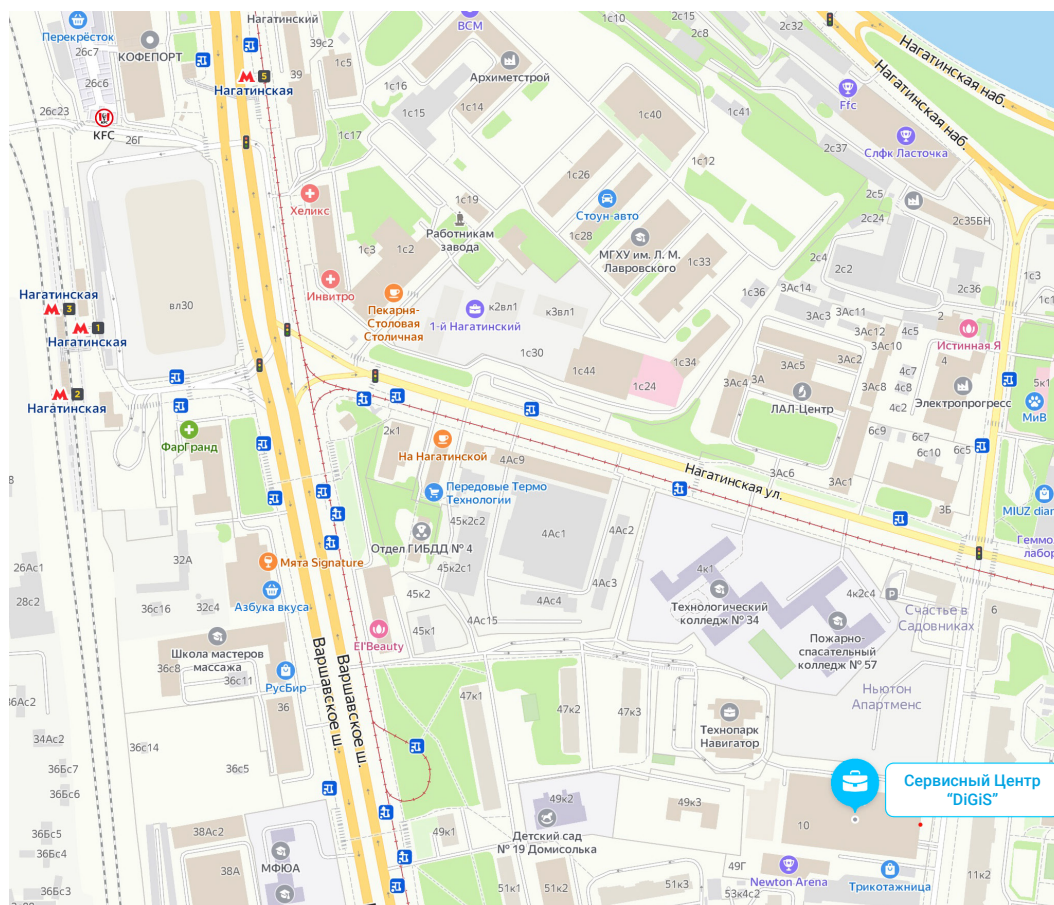 Нагатинский
ВСМ
1с10
2с15
2с8
2с32
Нагатинская наб.
Перекрёсток
26с7
КОФЕПОРТ
39с2
1с5
39
Архиметстрой
Нагатинская наб.
26с6
5
Нагатинская
1с16
1с15
1с14
1с40
1с41
Ffc
26с23
KFC
26Г
1с17
2с37
Слфк Ласточка
1с12
1с26
2с5
Хеликс
1с19
Стоун-авто
2с24
2с35БН
Работникам
завода
1с28
МГХУ им. Л. М.
Лавровского
1с3
1с2
1с33
2с4
2с2
1с3
Инвитро
1с36
3Ас14
2с36
Нагатинская
3
вл30
Пекарня-
Столовая
Столичная
к2вл1
1-й Нагатинский
к3вл1
3Ас3
3Ас11
2
1
Нагатинская
3Ас12
4с5
3Ас10
Истинная Я
1с30
1с44
1с34
1с24
3Ас5
3Ас2
4с7
4
2
Нагатинская
3Ас4
3А
ЛАЛ-Центр
3Ас8
4с8
4с2
Электропрогресс
5к1
МиВ
ФарГранд
2к1
На Нагатинской
4Ас9
6с9
6с7
6с10
6с5
Нагатинская ул.
3Ас6
3Ас1
Передовые Термо
Технологии
3Б
MIUZ diam
45к2с2
4Ас1
4Ас2
Отдел ГИБДД № 4
Геммо
лабор
32А
Мята Signature
45к2с1
26Ас1
4к1
4Ас3
Технологический
колледж № 34
4к2с4
28с2
36с16
32с4
Азбука вкуса
45к2
4Ас4
Счастье в
Садовниках
6
4Ас15
45к1
El'Beauty
Школа мастеров
массажа
Пожарно-
спасательный
колледж № 57
36с8
36с11
РусБир
Варшавское ш.
Варшавское ш.
47к1
47к2
47к3
Ньютон
Апартменс
36Ас2
36
34Ас2
36с14
Технопарк
Навигатор
36Бс7
36с5
Сервисный Центр
“DiGiS”
36Бс6
49к2
49к3
36Бс5
38Ас2
49к1
Детский сад
№ 19 Домисолька
10
36Бс4
38А
МФЮА
49Г
Newton Arena
Трикотажница
11к2
36Бс3
51к1
51к2
51к3
53к4с2